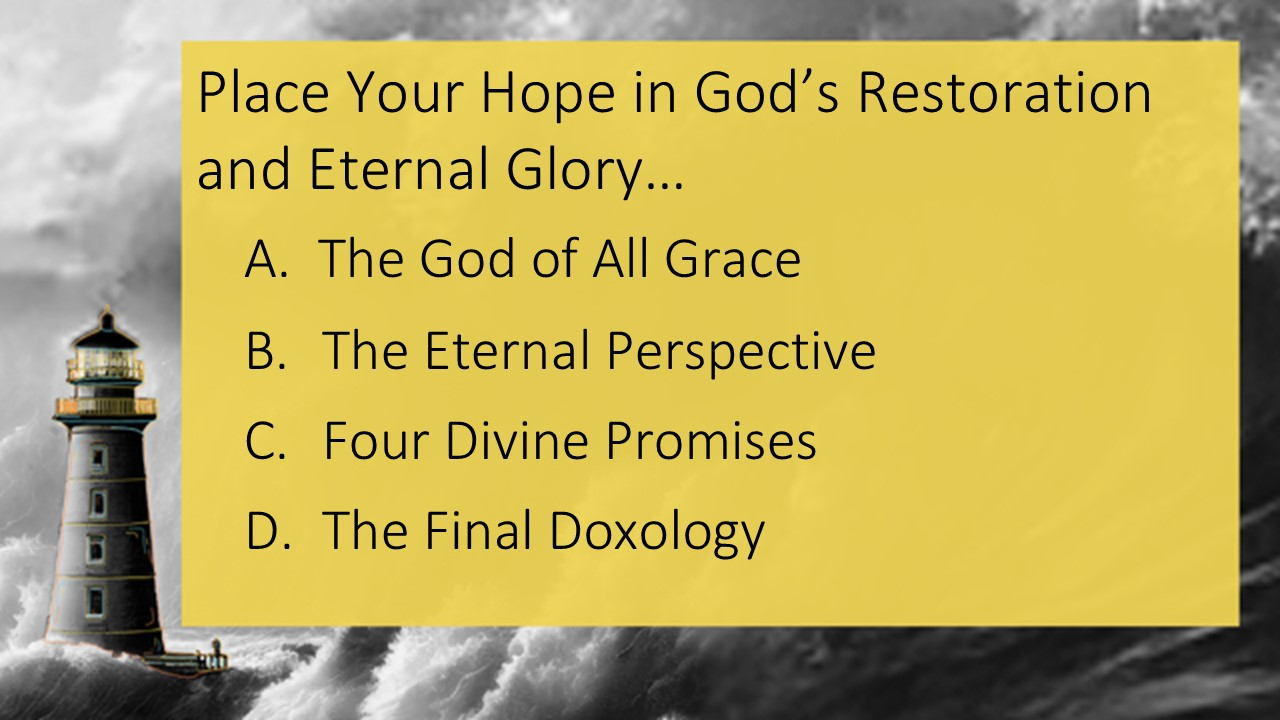 Place Your Hope in God’s Restoration
and Eternal Glory…
A. The God of All Grace
B. The Eternal Perspective
C. Four Divine Promises
D. The Final Doxology